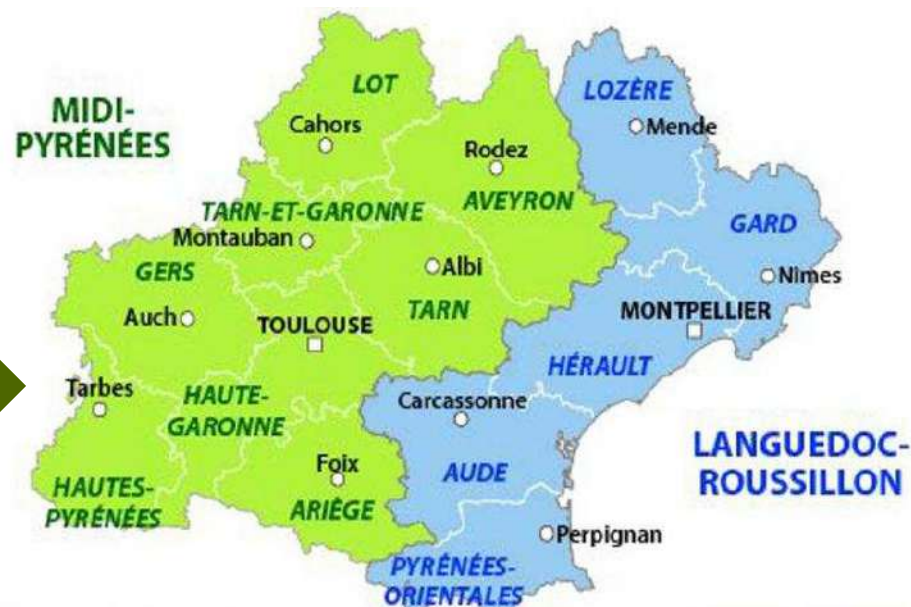 MIDI-
PYRÉNÉES
LOT
Cahors
LOZÈRE
Mende
Rodez
AVEYRON
TARN-ET-GARONNE
Montauban
GARD
GERS
Albi
Nîmes
Auch
TOULOUSE
TARN
MONTPELLIER
HÉRAULT
Tarbes
HAUTE-
GARONNE
Carcassonne
LANGUEDOC-
ROUSSILLON
Foix
AUDE
HAUTES-
PYRÉNÉES
ARIÈGE
Perpignan
PYRÉNÉES-
ORIENTALES